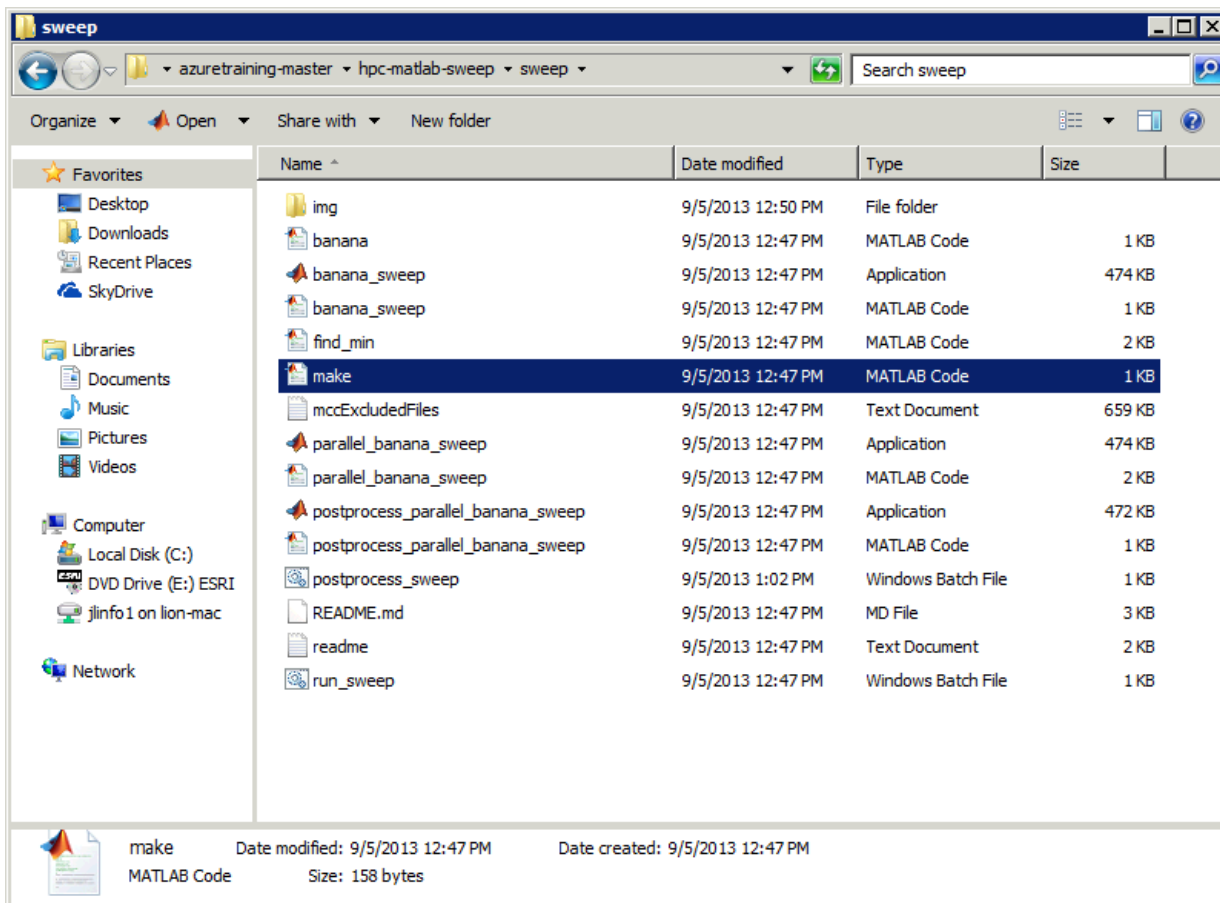 sweep
azuretraining-master hpc-matlab-sweep sweep Search sweep
Organize Open Share with New folder
Favorites
Desktop
Downloads
Recent Places
SkyDrive
Libraries
Documents
Music
Pictures
Videos
Computer
Local Disk (C:)
DVD Drive (E:) ESRI
jlinfo1 on lion-mac
Network
Name Date modified Type Size
img 9/5/2013 12:50 PM File folder
banana 9/5/2013 12:47 PM MATLAB Code 1 KB
banana_sweep 9/5/2013 12:47 PM Application 474 KB
banana_sweep 9/5/2013 12:47 PM MATLAB Code 1 KB
find_min 9/5/2013 12:47 PM MATLAB Code 2 KB
make 9/5/2013 12:47 PM MATLAB Code 1 KB
mccExcludedFiles 9/5/2013 12:47 PM Text Document 659 KB
parallel_banana_sweep 9/5/2013 12:47 PM Application 474 KB
parallel_banana_sweep 9/5/2013 12:47 PM MATLAB Code 2 KB
postprocess_parallel_banana_sweep 9/5/2013 12:47 PM Application 472 KB
postprocess_parallel_banana_sweep 9/5/2013 12:47 PM MATLAB Code 1 KB
postprocess_sweep 9/5/2013 1:02 PM Windows Batch File 1 KB
README.md 9/5/2013 12:47 PM MD File 3 KB
readme 9/5/2013 12:47 PM Text Document 2 KB
run_sweep 9/5/2013 12:47 PM Windows Batch File 1 KB
make Date modified: 9/5/2013 12:47 PM Date created: 9/5/2013 12:47 PM
MATLAB Code Size: 158 bytes